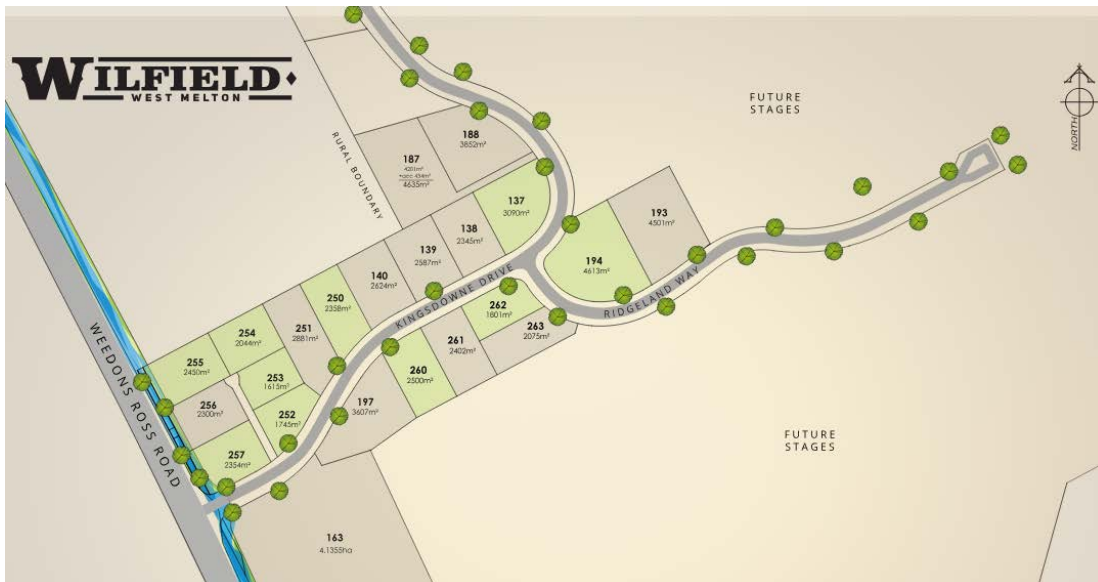 WILFIELD
WEST MELTON
FUTURE
STAGES
NORTH
188
3852m²
187
4201m²
+acc 434m²
4635m²
RURAL BOUNDARY
137
3090m²
193
4501m²
138
2345m²
139
2587m²
194
4613m²
140
2624m²
KINGSDOWNE DRIVE
RIDGELAND WAY
250
2358m²
262
1801m²
263
2075m²
251
2881m²
254
2044m²
261
2402m²
260
2500m²
255
2450m²
253
1615m²
256
2300m²
252
1745m²
197
3607m²
257
2354m²
WEEDONS ROSS ROAD
FUTURE
STAGES
163
4.1355ha